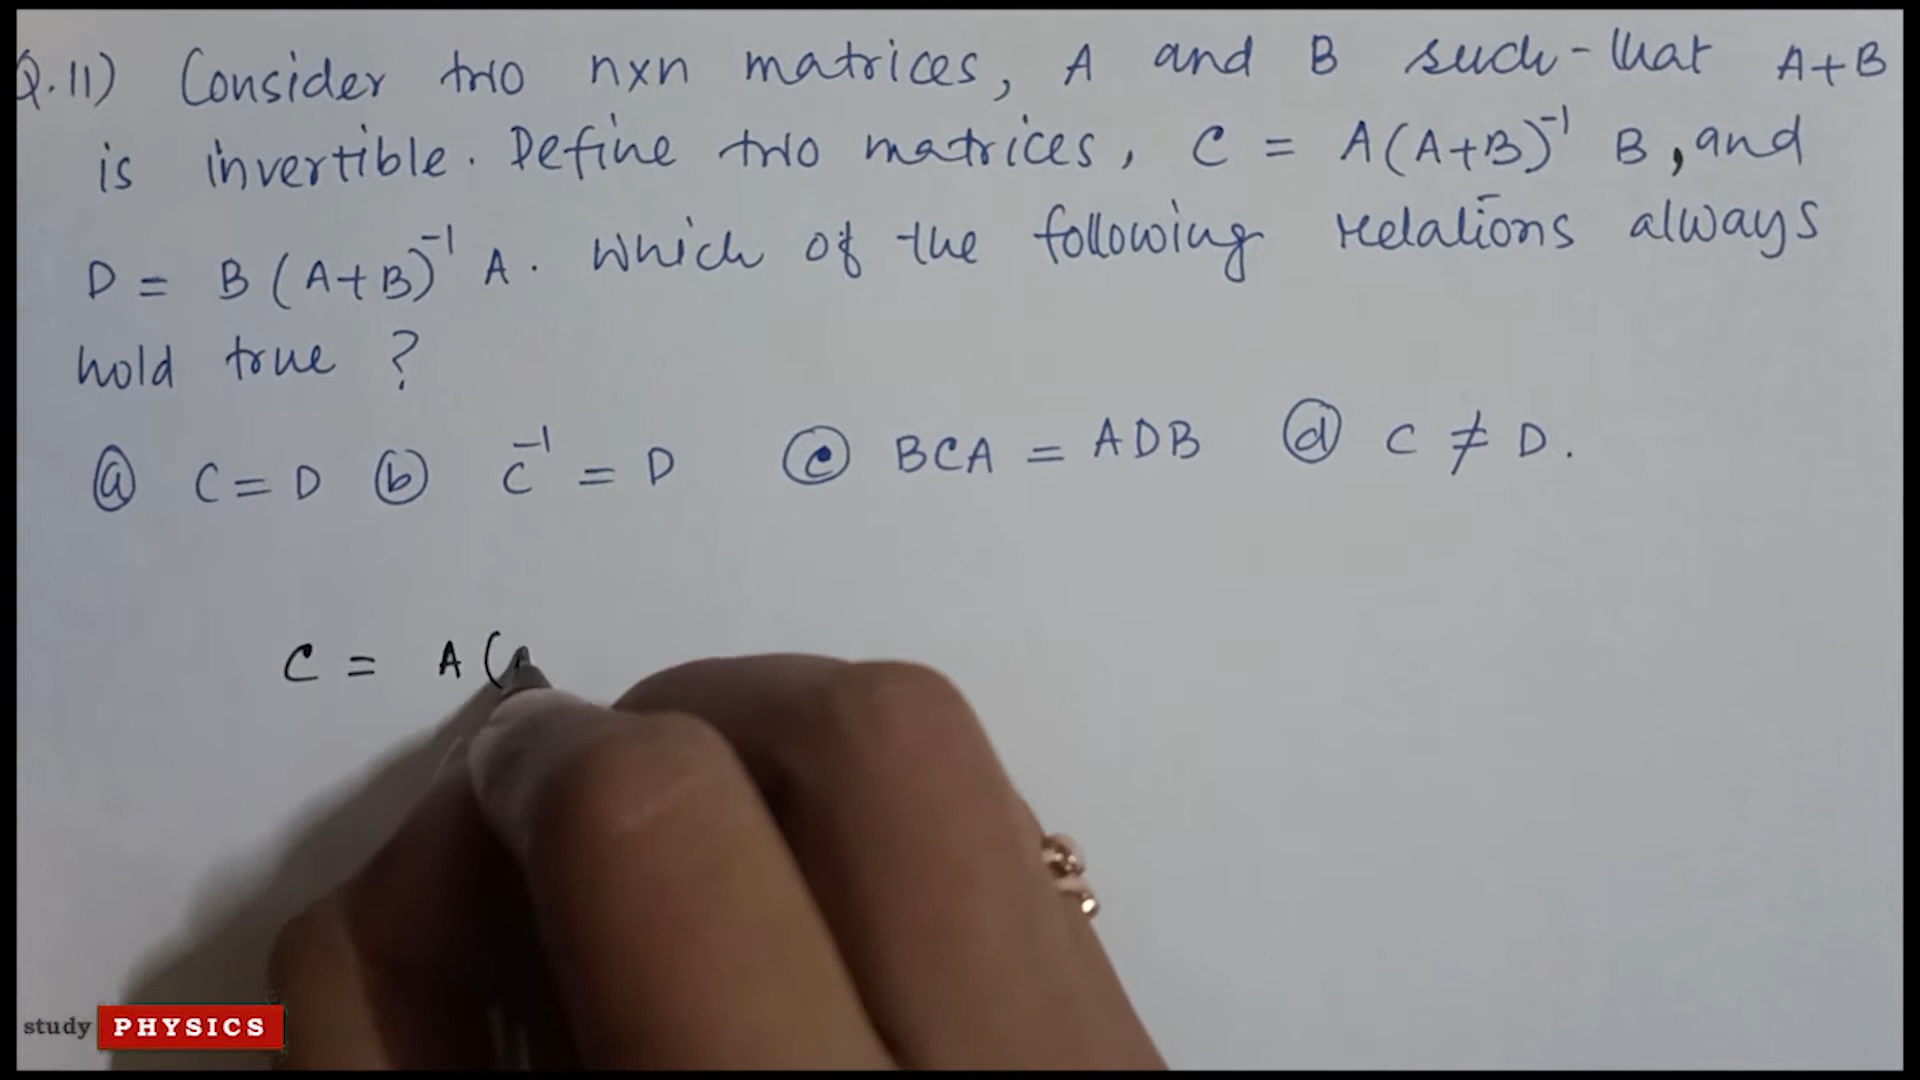 Q.11) Consider two nxn matrices, A and B such-that A+B
is invertible. Define two matrices, C = A(A+B)⁻¹ B, and
D = B(A+B)⁻¹ A. Which of the following relations always
hold true ?
ⓐ C=D ⓑ C⁻¹ = D ⓒ BCA = ADB ⓓ C ≠ D.
C = A(A
study PHYSICS